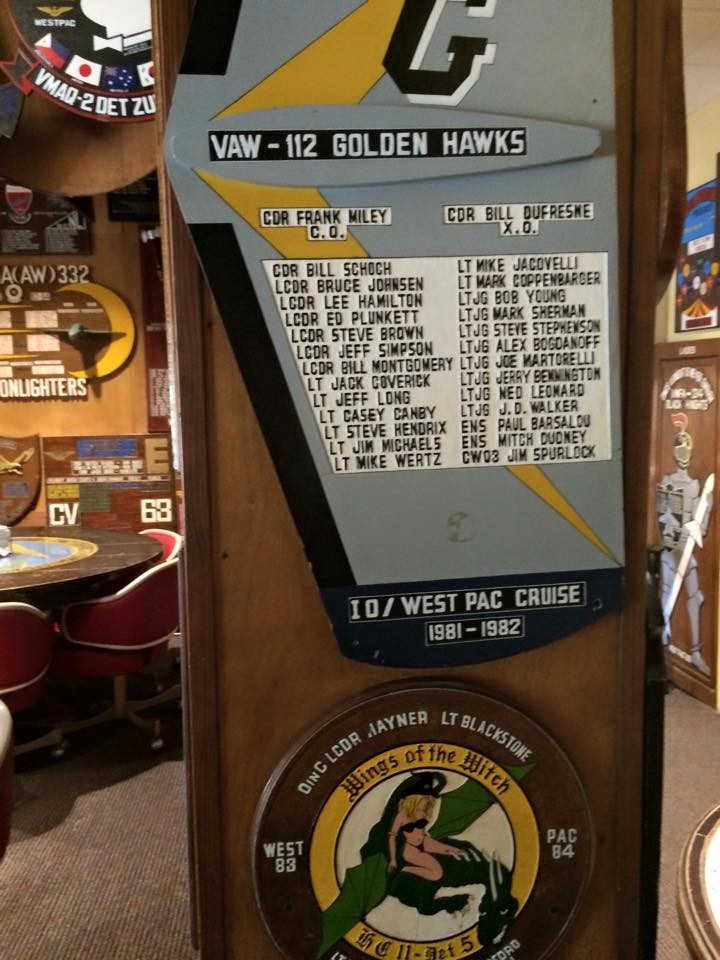 WESTPAC
VMAQ-2 DET ZU
G
VAW-112 GOLDEN HAWKS
CDR FRANK MILEY
C.O.
CDR BILL DUFRESNE
X.O.
CDR BILL SCHOCH
LCDR BRUCE JOHNSEN
LCDR LEE HAMILTON
LCDR ED PLUNKETT
LCDR STEVE BROWN
LCDR JEFF SIMPSON
LCDR BILL MONTGOMERY
LT JACK COVERICK
LT JEFF LONG
LT CASEY CANBY
LT STEVE HENDRIX
LT JIM MICHAELS
LT MIKE WERTZ
LT MIKE JACOVELLI
LT MARK COPPENBARGER
LTJG BOB YOUNG
LTJG MARK SHERMAN
LTJG STEVE STEPHENSON
LTJG ALEX BOGDANOFF
LTJG JOE MARTORELLI
LTJG JERRY BENNINGTON
LTJG NED LEONARD
LTJG J.D. WALKER
ENS PAUL BARSALOU
ENS MITCH DUDNEY
CWO3 JIM SPURLOCK
IO/WEST PAC CRUISE
1981-1982
OINC LCDR JAYNER LT BLACKSTONE
Wings of the Witch
WEST
83
PAC
84
HC 11-Det 5
A(AW)332
ONLIGHTERS
E
CV 63
LADIES